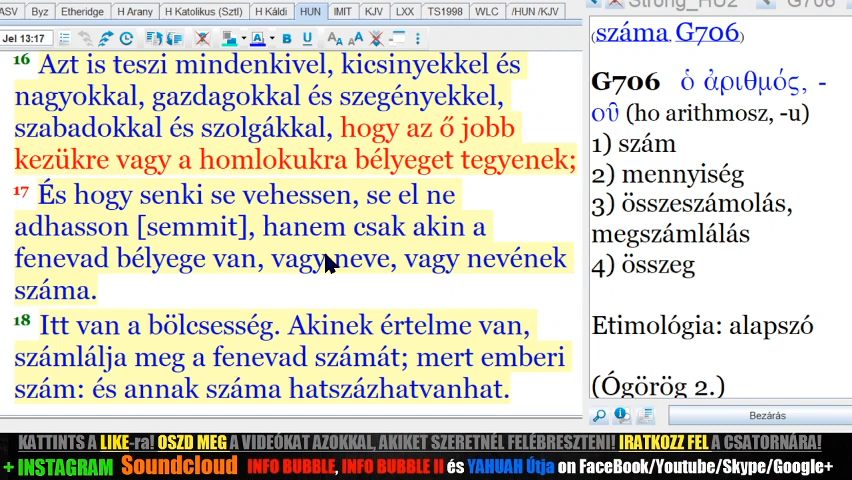 ASV Byz Etheridge H Arany H Katolikus (Sztl) H Káldi HUN IMIT KJV LXX TS1998 WLC /HUN /KJV
Jel 13:17
16 Azt is teszi mindenkivel, kicsinyekkel és
nagyokkal, gazdagokkal és szegényekkel,
szabadokkal és szolgákkal, hogy az ő jobb
kezükre vagy a homlokukra bélyeget tegyenek;
17 És hogy senki se vehessen, se el ne
adhasson [semmit], hanem csak akin a
fenevad bélyege van, vagy neve, vagy nevének
száma.
18 Itt van a bölcsesség. Akinek értelme van,
számlálja meg a fenevad számát; mert emberi
szám: és annak száma hatszázhatvanhat.
Strong_HU2 G706
(száma, G706)
G706 ὁ ἀριθμός, -
οῦ (ho arithmosz, -u)
1) szám
2) mennyiség
3) összeszámolás,
megszámlálás
4) összeg
Etimológia: alapszó
(Ógörög 2.)
Bezárás
KATTINTS A LIKE-ra! OSZD MEG A VIDEÓKAT AZOKKAL, AKIKET SZERETNÉL FELÉBRESZTENI! IRATKOZZ FEL A CSATORNÁRA!
+ INSTAGRAM Soundcloud INFO BUBBLE, INFO BUBBLE II és YAHUAH Útja on FaceBook/Youtube/Skype/Google+